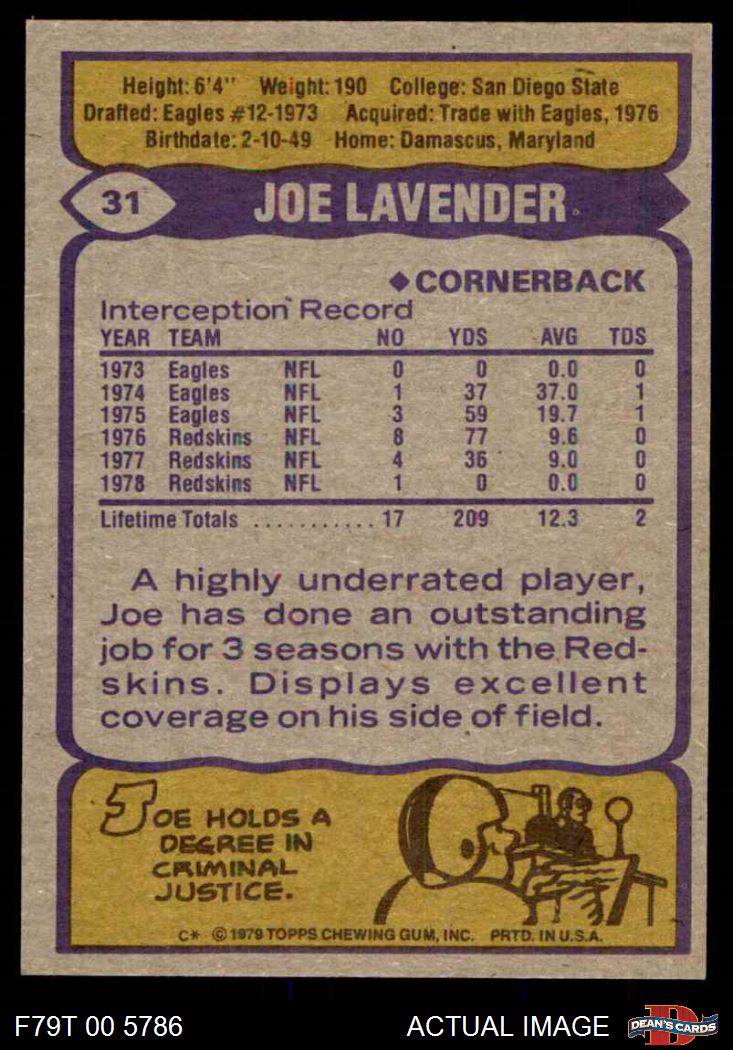 Height: 6'4" Weight: 190 College: San Diego State
Drafted: Eagles #12-1973 Acquired: Trade with Eagles, 1976
Birthdate: 2-10-49 Home: Damascus, Maryland
31 JOE LAVENDER
◆CORNERBACK
Interception Record
YEAR TEAM NO YDS AVG TDS
1973 Eagles NFL 0 0 0.0 0
1974 Eagles NFL 1 37 37.0 1
1975 Eagles NFL 3 59 19.7 1
1976 Redskins NFL 8 77 9.6 0
1977 Redskins NFL 4 36 9.0 0
1978 Redskins NFL 1 0 0.0 0
Lifetime Totals ........... 17 209 12.3 2
A highly underrated player,
Joe has done an outstanding
job for 3 seasons with the Red-
skins. Displays excellent
coverage on his side of field.
JOE HOLDS A
DEGREE IN
CRIMINAL
JUSTICE.
C* © 1979 TOPPS CHEWING GUM, INC. PRTD. IN U.S.A.
F79T 00 5786 ACTUAL IMAGE D DEAN'S CARDS